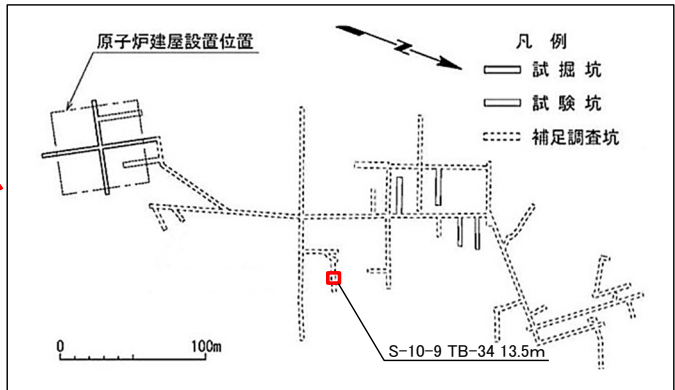 原子炉建屋設置位置
N
凡 例
試 掘 坑
試 験 坑
補足調査坑
0 100m
S-10-9 TB-34 13.5m